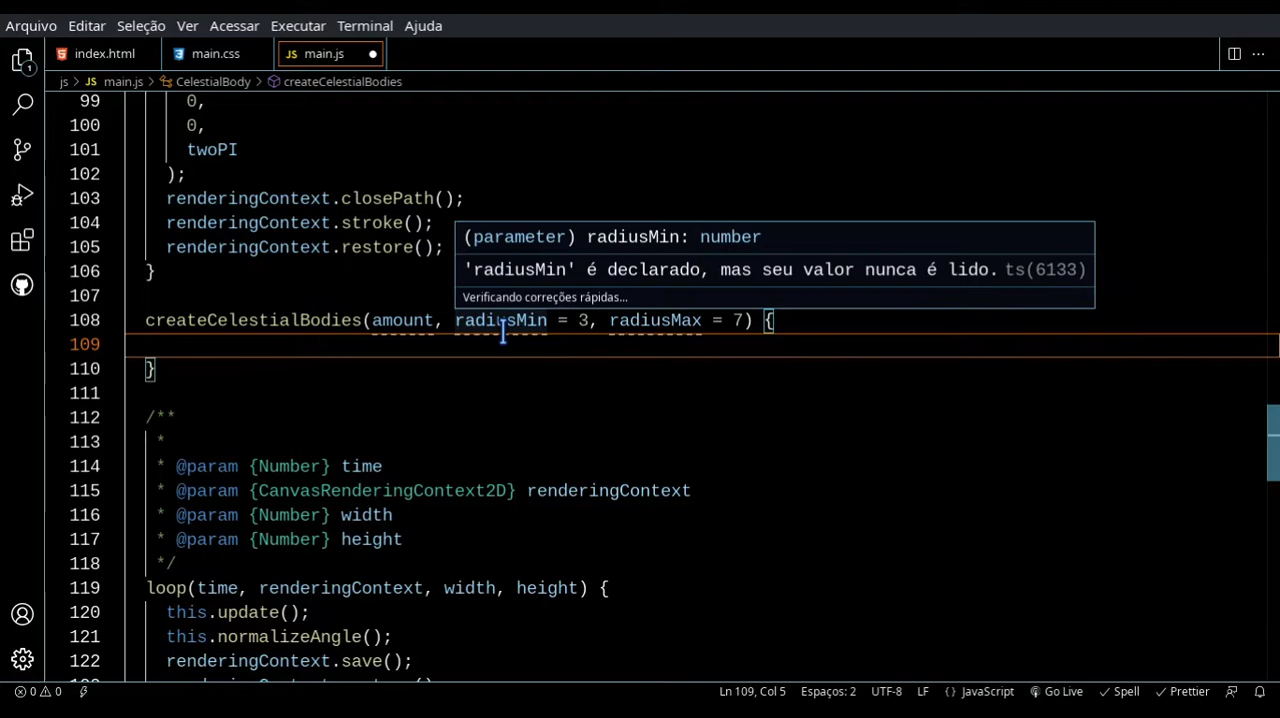 Arquivo Editar Seleção Ver Acessar Executar Terminal Ajuda
index.html main.css JS main.js
js > JS main.js > CelestialBody > createCelestialBodies
99 0,
100 0,
101 twoPI
102 );
103 renderingContext.closePath();
104 renderingContext.stroke();
105 renderingContext.restore();
(parameter) radiusMin: number
'radiusMin' é declarado, mas seu valor nunca é lido. ts(6133)
Verificando correções rápidas...
106 }
107
108 createCelestialBodies(amount, radiusMin = 3, radiusMax = 7) {
109
110 }
111
112 /**
113 *
114 * @param {Number} time
115 * @param {CanvasRenderingContext2D} renderingContext
116 * @param {Number} width
117 * @param {Number} height
118 */
119 loop(time, renderingContext, width, height) {
120 this.update();
121 this.normalizeAngle();
122 renderingContext.save();
0 0 Ln 109, Col 5 Espaços: 2 UTF-8 LF {} JavaScript Go Live Spell Prettier